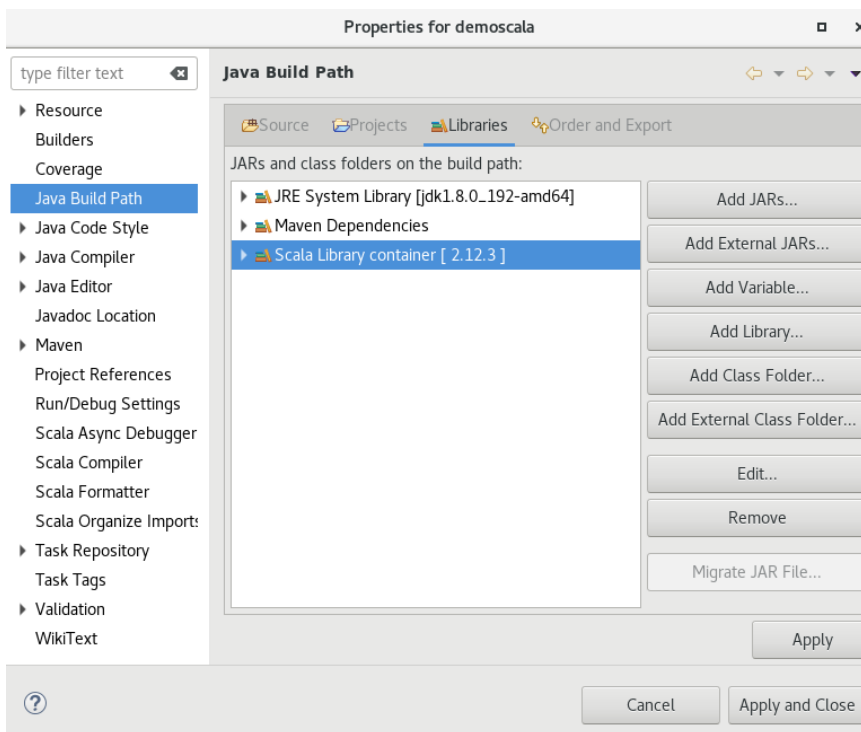 Properties for demoscala
type filter text
Resource
Builders
Coverage
Java Build Path
Java Code Style
Java Compiler
Java Editor
Javadoc Location
Maven
Project References
Run/Debug Settings
Scala Async Debugger
Scala Compiler
Scala Formatter
Scala Organize Imports
Task Repository
Task Tags
Validation
WikiText
Java Build Path
Source Projects Libraries Order and Export
JARs and class folders on the build path:
JRE System Library [jdk1.8.0_192-amd64]
Maven Dependencies
Scala Library container [ 2.12.3 ]
Add JARs...
Add External JARs...
Add Variable...
Add Library...
Add Class Folder...
Add External Class Folder...
Edit...
Remove
Migrate JAR File...
Apply
Cancel Apply and Close